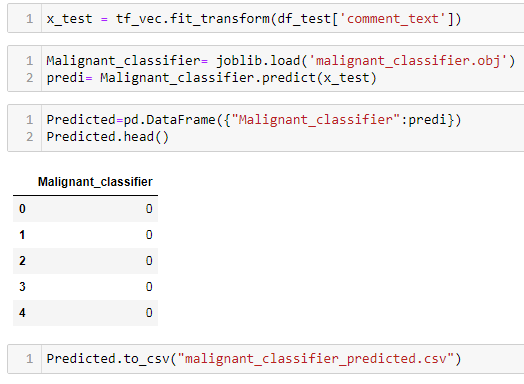 1 x_test = tf_vec.fit_transform(df_test['comment_text'])
1 Malignant_classifier= joblib.load('malignant_classifier.obj')
2 predi= Malignant_classifier.predict(x_test)
1 Predicted=pd.DataFrame({"Malignant_classifier":predi})
2 Predicted.head()
Malignant_classifier
0 0
1 0
2 0
3 0
4 0
1 Predicted.to_csv("malignant_classifier_predicted.csv")